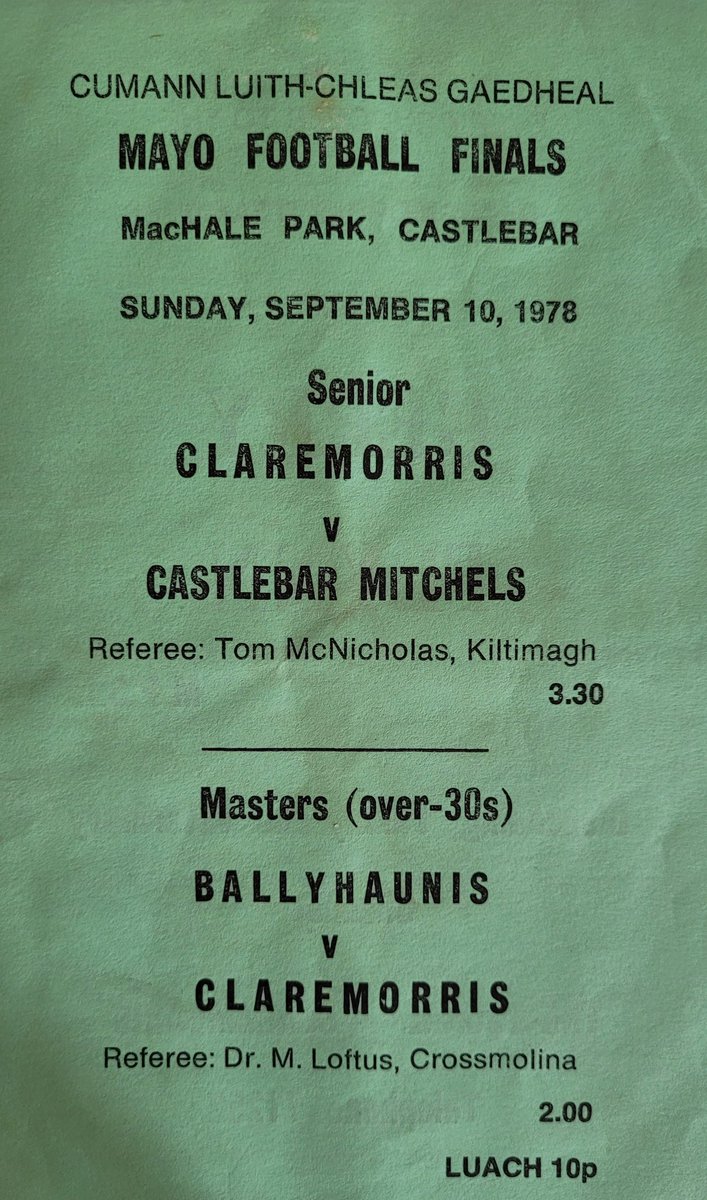 CUMANN LUITH-CHLEAS GAEDHEAL
MAYO FOOTBALL FINALS
MacHALE PARK, CASTLEBAR
SUNDAY, SEPTEMBER 10, 1978
Senior
CLAREMORRIS
v
CASTLEBAR MITCHELS
Referee: Tom McNicholas, Kiltimagh
3.30
Masters (over-30s)
BALLYHAUNIS
v
CLAREMORRIS
Referee: Dr. M. Loftus, Crossmolina
2.00
LUACH 10p